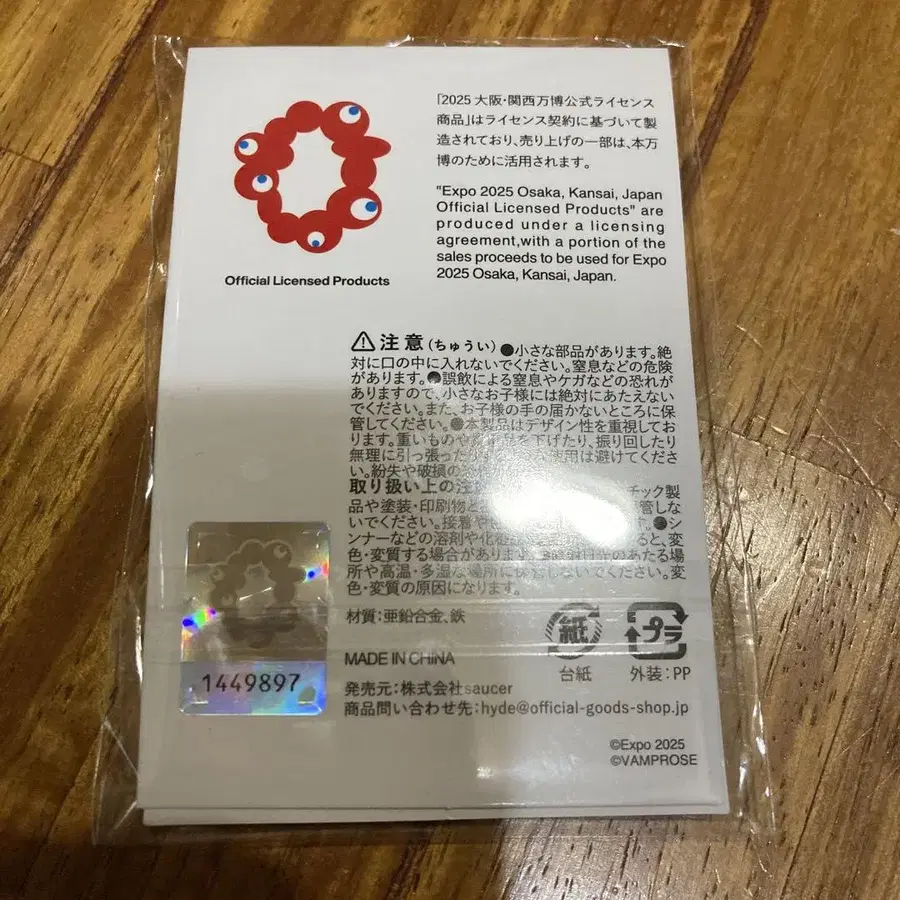 「2025 大阪・関西万博公式ライセンス
商品」はライセンス契約に基づいて製
造されており、売り上げの一部は、本万
博のために活用されます。
"Expo 2025 Osaka, Kansai, Japan
Official Licensed Products" are
produced under a licensing
agreement,with a portion of the
sales proceeds to be used for Expo
2025 Osaka, Kansai, Japan.
Official Licensed Products
注意(ちゅうい) ●小さな部品があります。絶
対に口の中に入れないでください。窒息などの危険
があります。●誤飲による窒息やケガなどの恐れが
ありますので、小さなお子様には絶対にあたえない
でください。また、お子様の手の届かないところに保
管してください。●本製品はデザイン性を重視してお
ります。重いものや を下げたり、振り回したり
無理に引っ張ったり 使用は避けてくださ
い。紛失や破損の
取り扱い上の注 チック製
品や塗装・印刷物と 管しな
いでください。接着や す。●シ
ンナーなどの溶剤や化粧 ると、変
色・変質する場合があります。 のあたる場
所や高温・多湿な場所に保管しないでください。変
色・変質の原因になります。
材質:亜鉛合金、鉄
紙
プラ
台紙
外装:PP
MADE IN CHINA
1449897
発売元:株式会社saucer
商品問い合わせ先:hyde@official-goods-shop.jp
©Expo 2025
©VAMPROSE